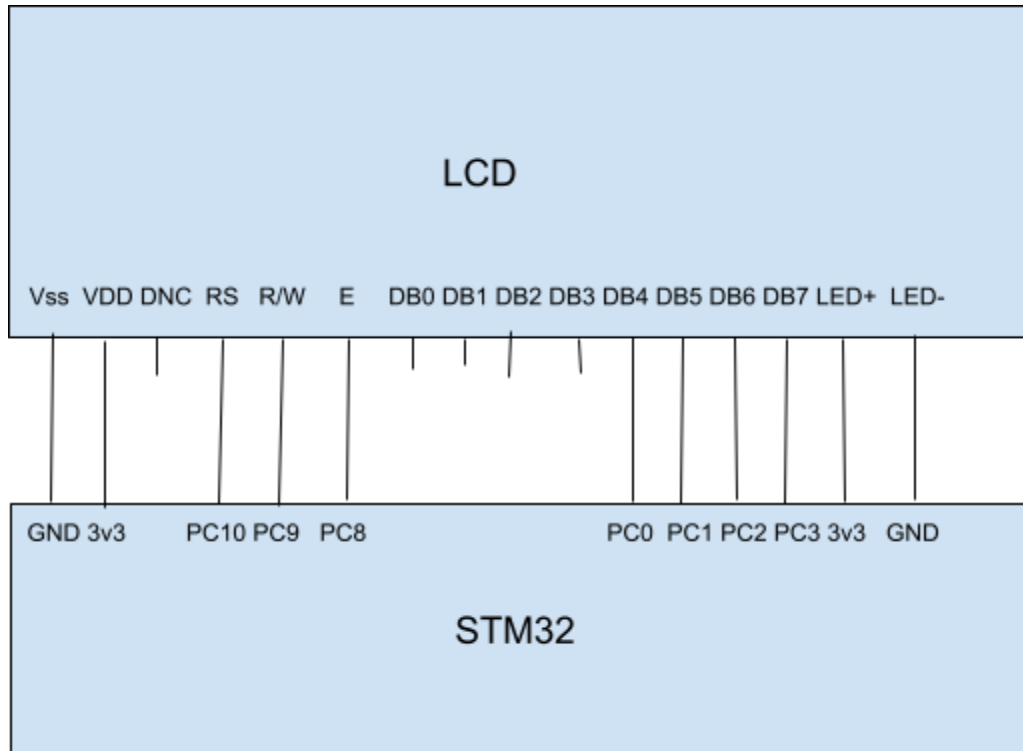 LCD
Vss VDD DNC RS R/W E DB0 DB1 DB2 DB3 DB4 DB5 DB6 DB7 LED+ LED-
GND 3v3 PC10 PC9 PC8 PC0 PC1 PC2 PC3 3v3 GND
STM32